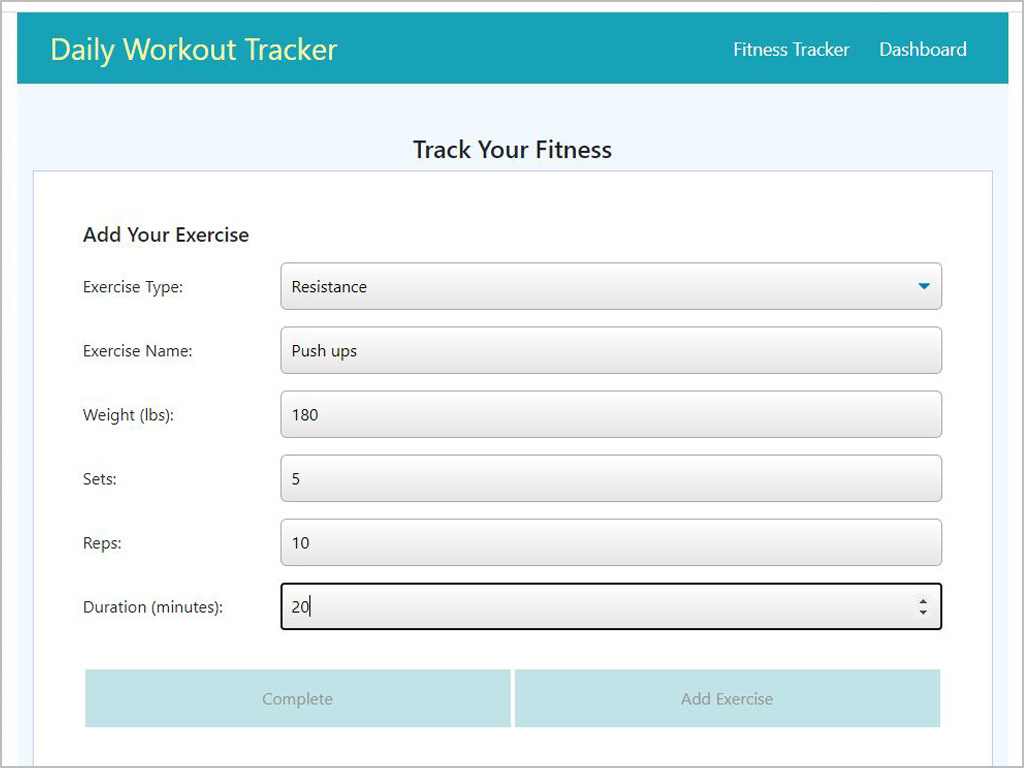 Daily Workout Tracker
Fitness Tracker
Dashboard
Track Your Fitness
Add Your Exercise
Exercise Type:
Resistance
Exercise Name:
Push ups
Weight (lbs):
180
Sets:
5
Reps:
10
Duration (minutes):
20
Complete
Add Exercise